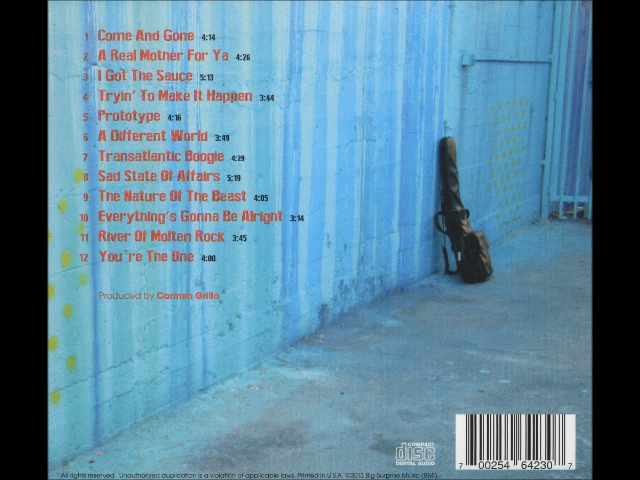 1 Come And Gone 4:14
2 A Real Mother For Ya 4:26
3 I Got The Sauce 5:13
4 Tryin' To Make It Happen 3:44
5 Prototype 4:16
6 A Different World 3:49
7 Transatlantic Boogie 4:29
8 Sad State Of Affairs 5:19
9 The Nature Of The Beast 4:05
10 Everything's Gonna Be Alright 3:14
11 River Of Molten Rock 3:45
12 You're The One 4:00
Produced by Carmen Grillo
COMPACT
disc
DIGITAL AUDIO
7 00254 64230 7
All rights reserved. Unauthorized duplication is a violation of applicable laws. Printed in U.S.A. ©2013 Big Surprise Music (BMI)